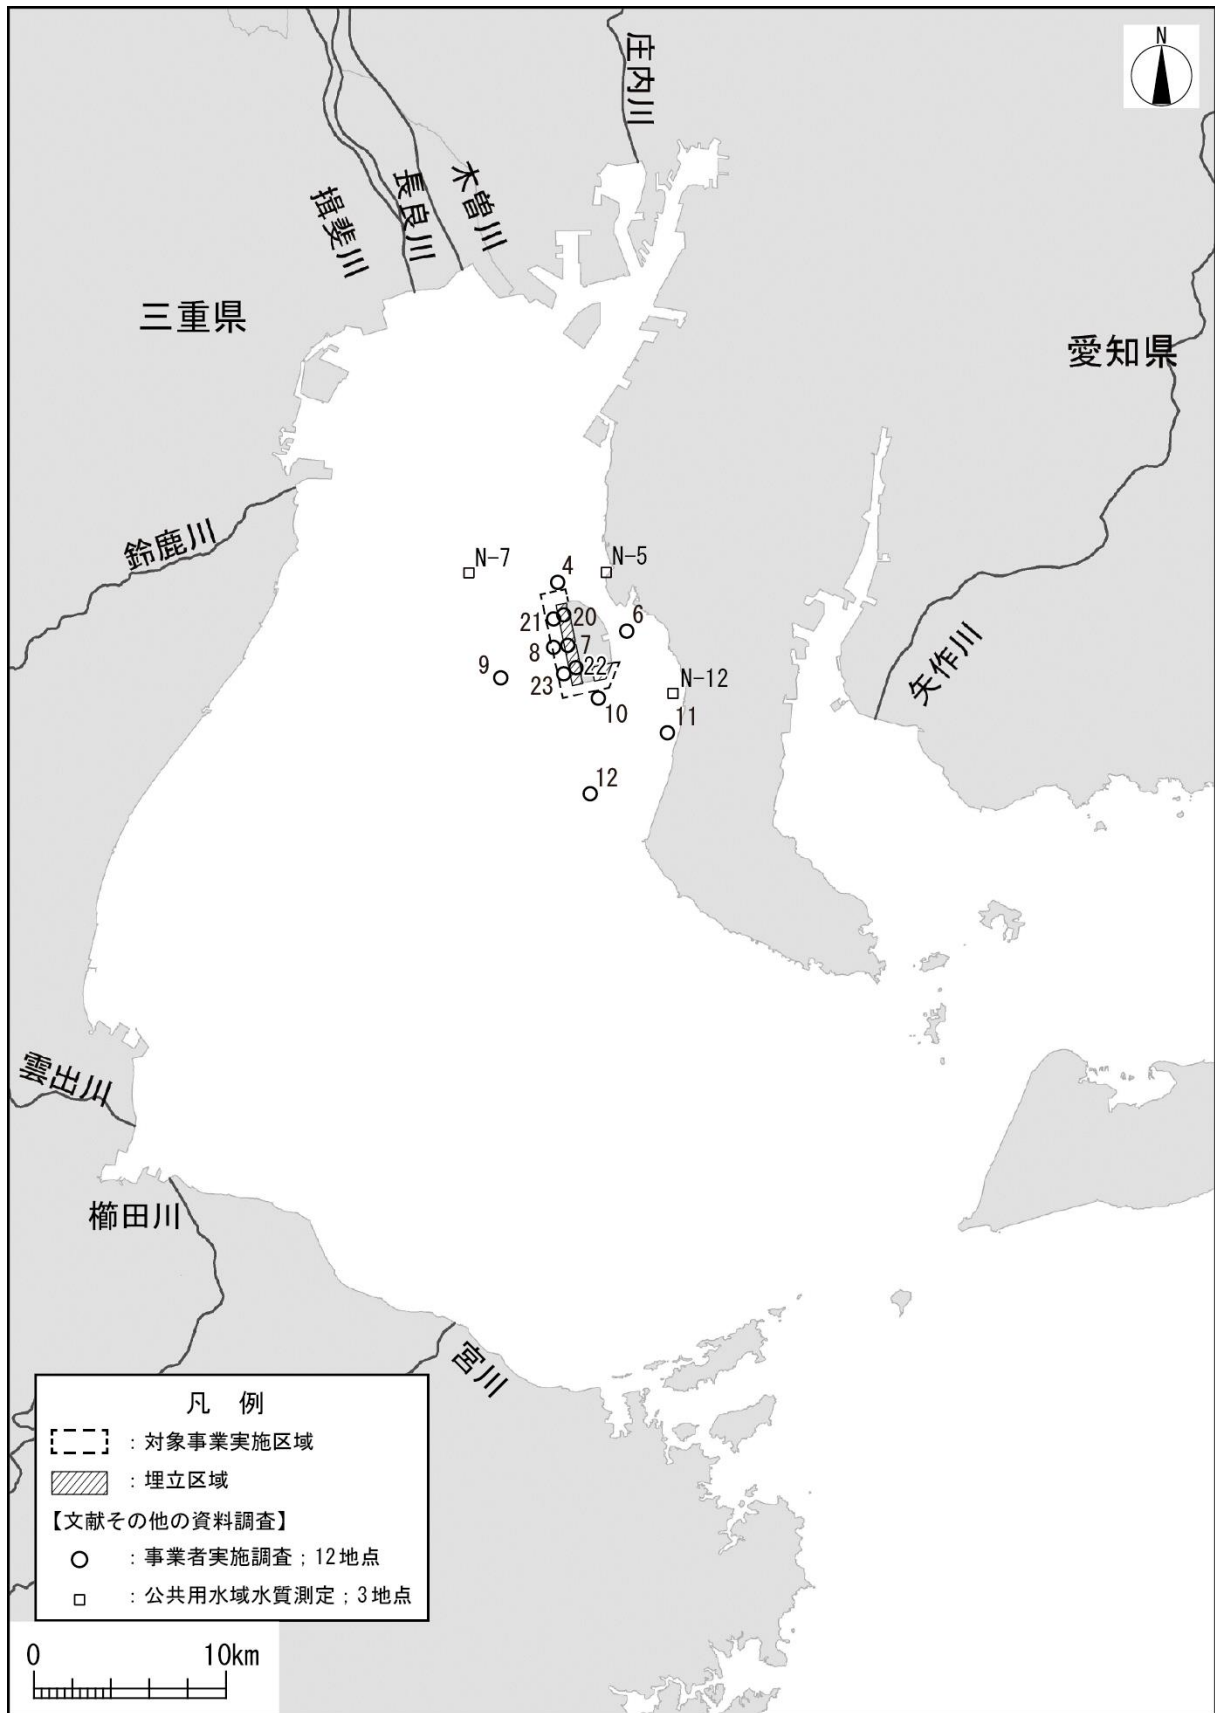 N
庄内川
木曽川
長良川
揖斐川
三重県
愛知県
鈴鹿川
N-7
4
N-5
20
21
6
7
8
22
9
23
N-12
10
11
矢作川
12
雲出川
櫛田川
宮川
凡 例
：対象事業実施区域
：埋立区域
【文献その他の資料調査】
：事業者実施調査；12地点
：公共用水域水質測定；3地点
0 10km